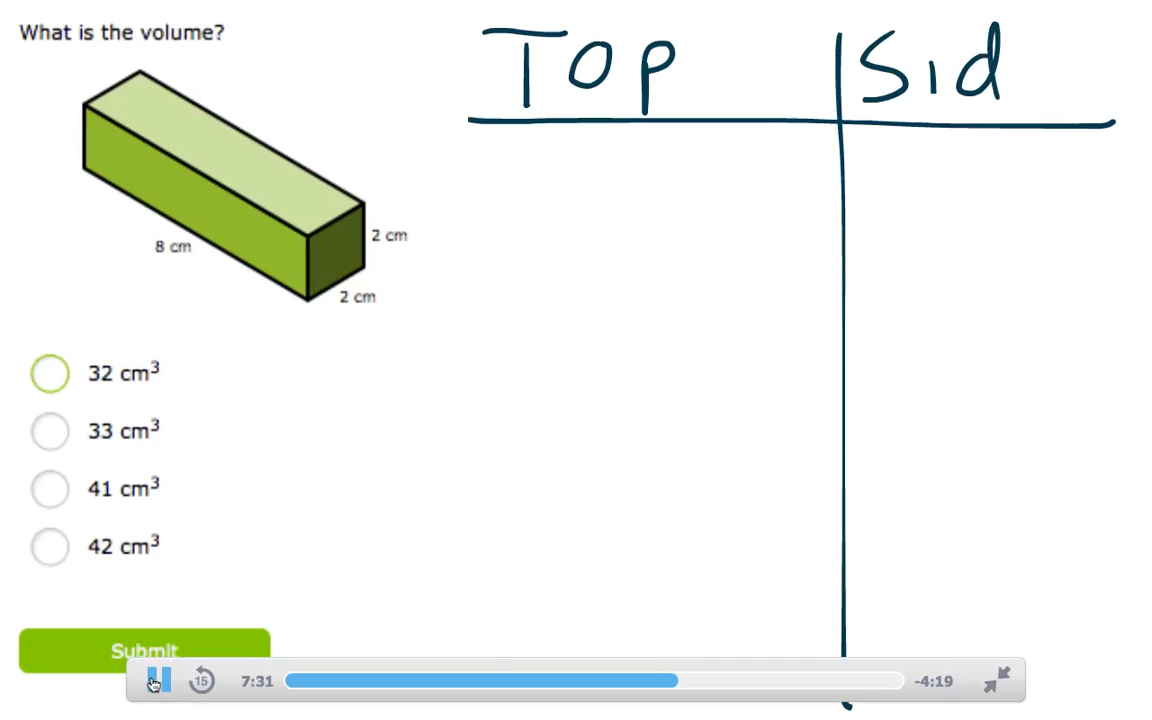 What is the volume?
Top Sid
2 cm
8 cm
2 cm
32 cm³
33 cm³
41 cm³
42 cm³
Submit
15 7:31 -4:19